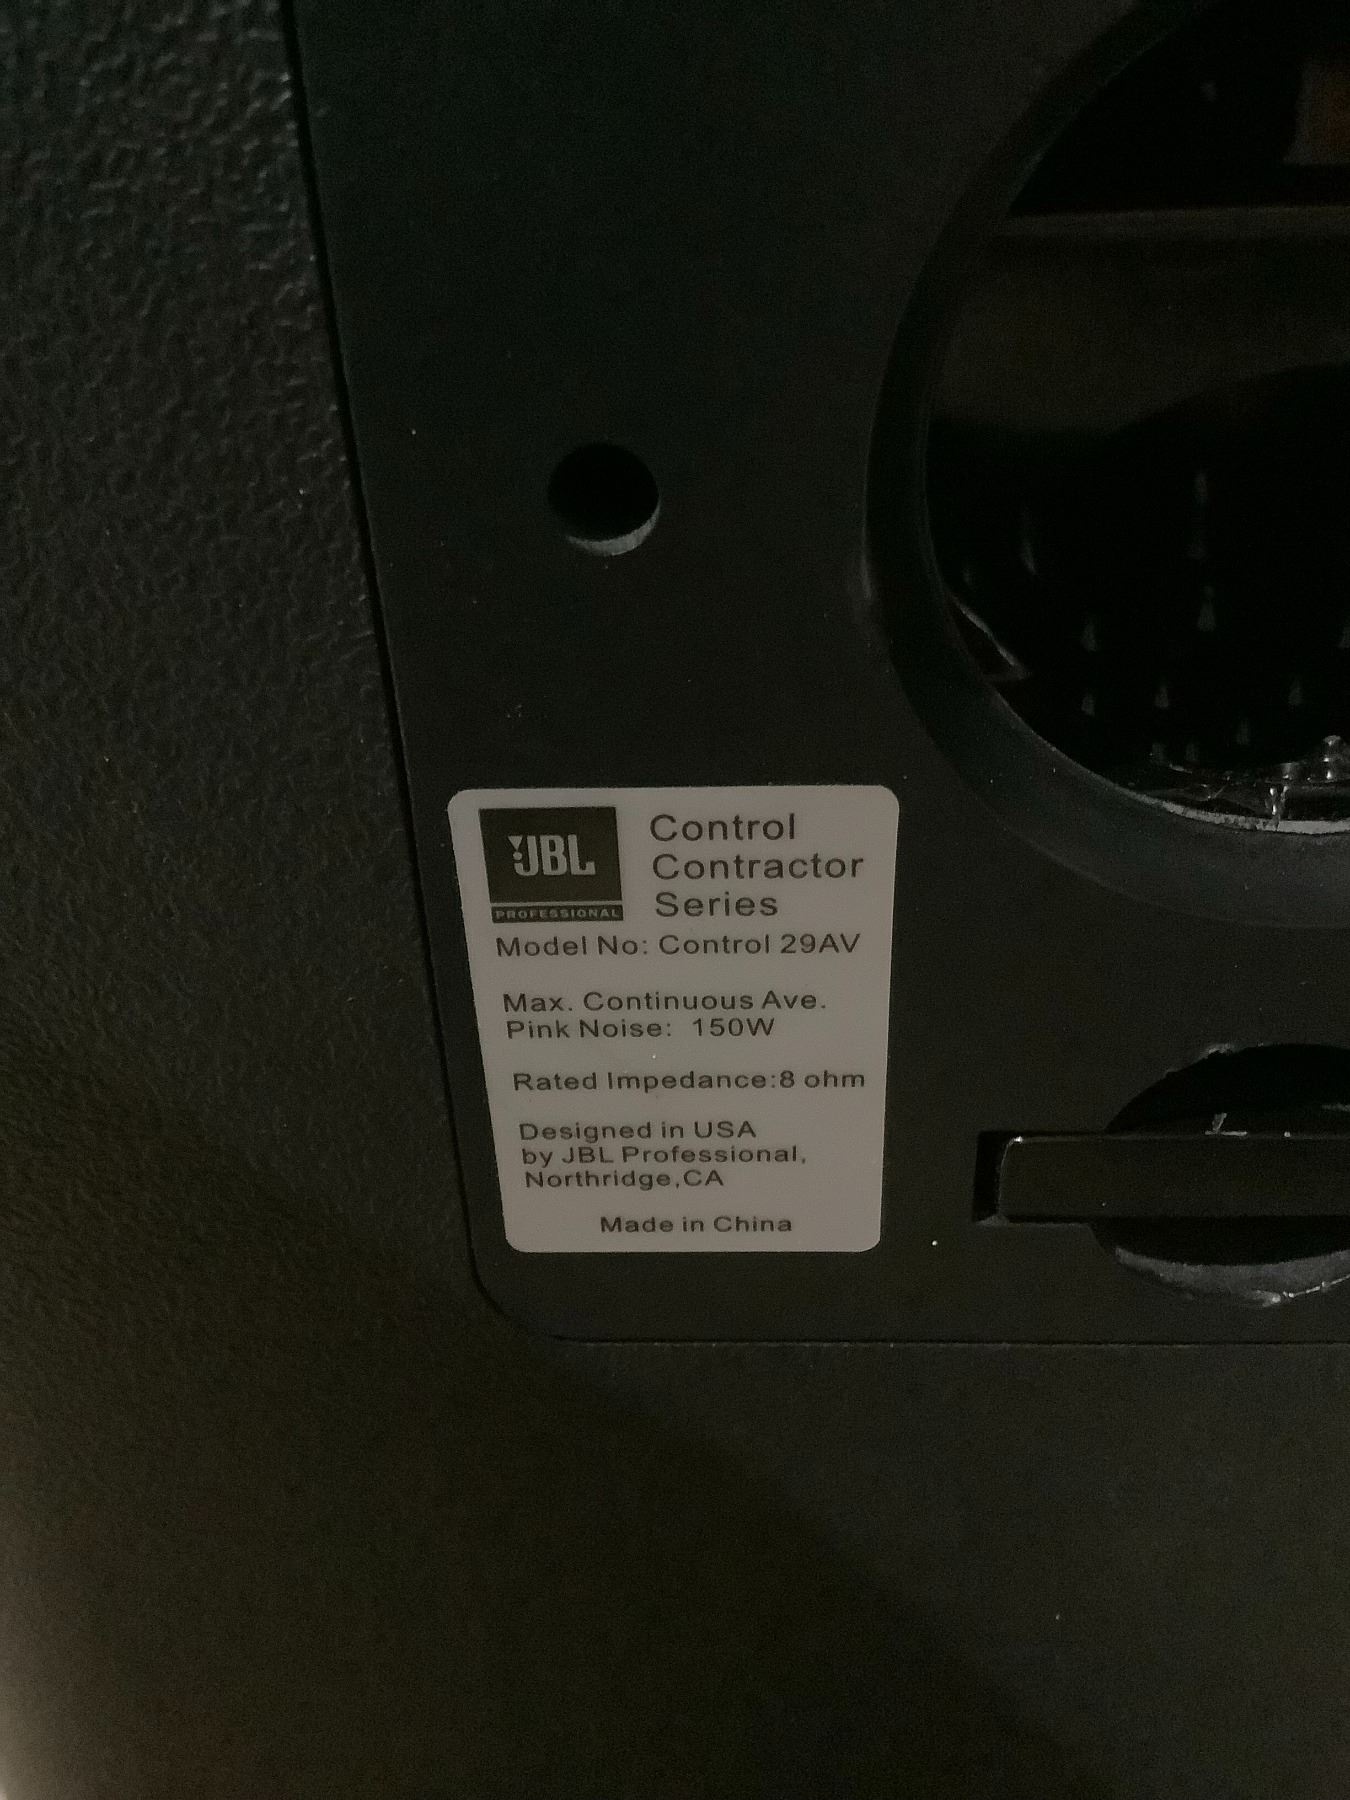 JBL
PROFESSIONAL
Control
Contractor
Series
Model No: Control 29AV
Max. Continuous Ave.
Pink Noise: 150W
Rated Impedance:8 ohm
Designed in USA
by JBL Professional,
Northridge,CA
Made in China